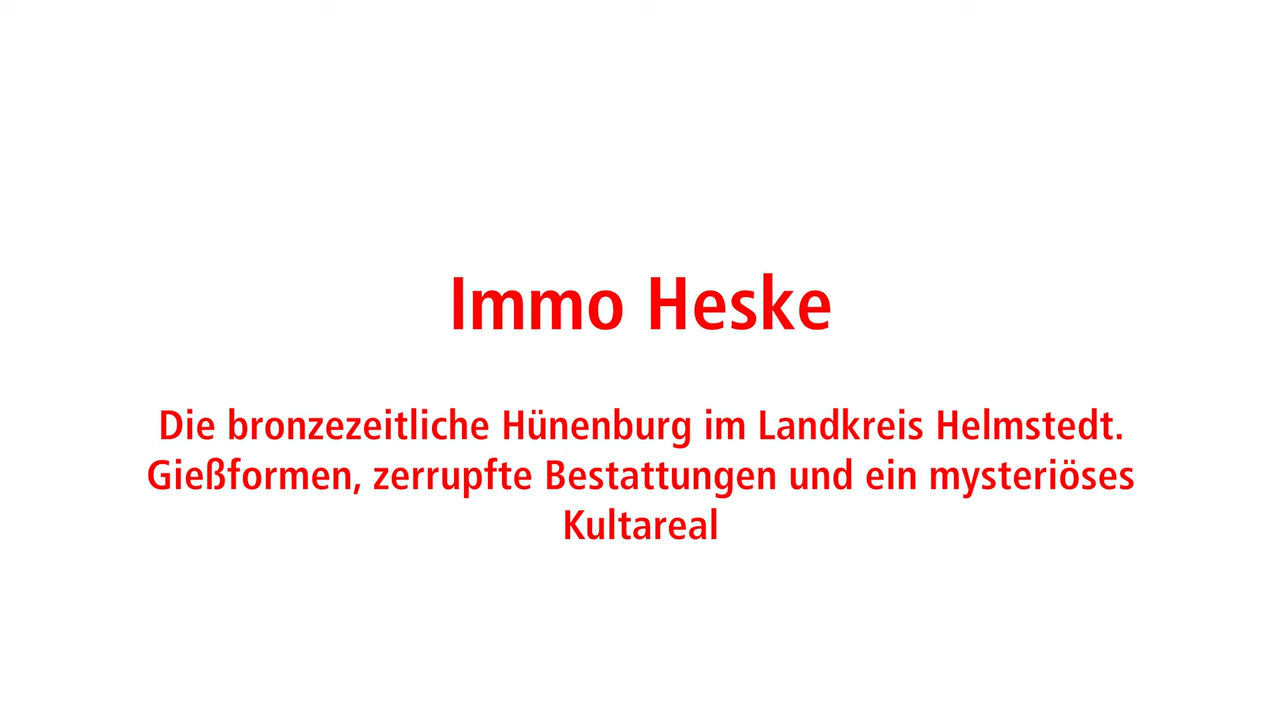 Immo Heske
Die bronzezeitliche Hünenburg im Landkreis Helmstedt.
Gießformen, zerrupfte Bestattungen und ein mysteriöses
Kultareal